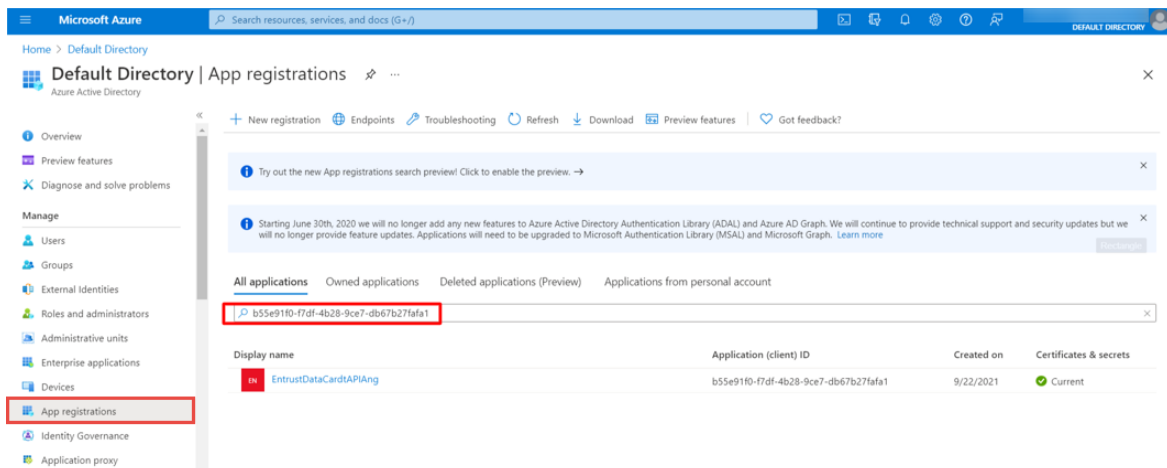 Microsoft Azure
Search resources, services, and docs (G+/)
DEFAULT DIRECTORY
Home > Default Directory
Default Directory | App registrations
Azure Active Directory
New registration Endpoints Troubleshooting Refresh Download Preview features Got feedback?
Overview
Preview features
Diagnose and solve problems
Manage
Users
Groups
External Identities
Roles and administrators
Administrative units
Enterprise applications
Devices
App registrations
Identity Governance
Application proxy
Try out the new App registrations search preview! Click to enable the preview. →
Starting June 30th, 2020 we will no longer add any new features to Azure Active Directory Authentication Library (ADAL) and Azure AD Graph. We will continue to provide technical support and security updates but we
will no longer provide feature updates. Applications will need to be upgraded to Microsoft Authentication Library (MSAL) and Microsoft Graph. Learn more
Rectangle
All applications Owned applications Deleted applications (Preview) Applications from personal account
b55e91f0-f7df-4b28-9ce7-db67b27fafa1
Display name Application (client) ID Created on Certificates & secrets
EN EntrustDataCardtAPIAng b55e91f0-f7df-4b28-9ce7-db67b27fafa1 9/22/2021 Current